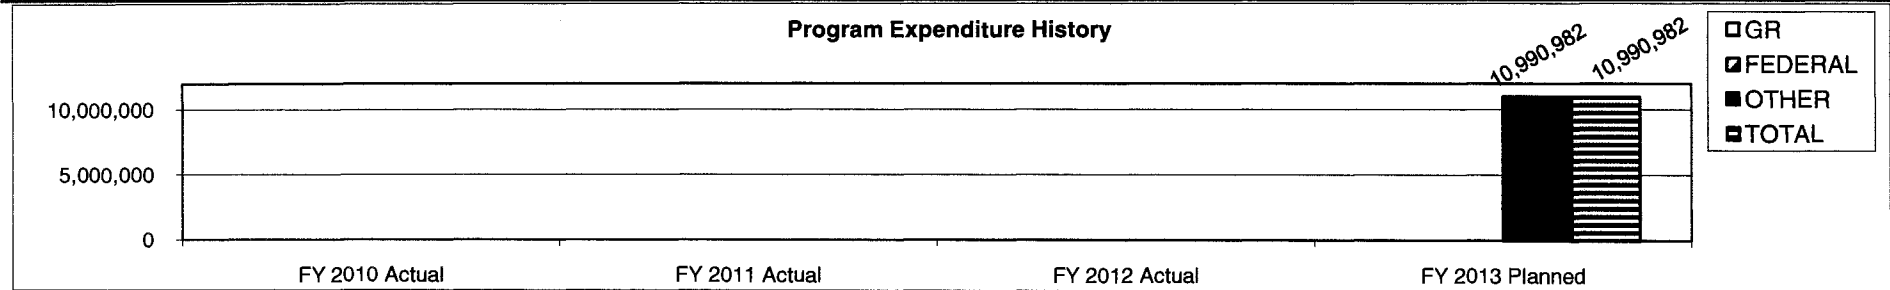 Program Expenditure History
10,990,982
10,990,982
GR
FEDERAL
OTHER
TOTAL
10,000,000
5,000,000
0
FY 2010 Actual
FY 2011 Actual
FY 2012 Actual
FY 2013 Planned